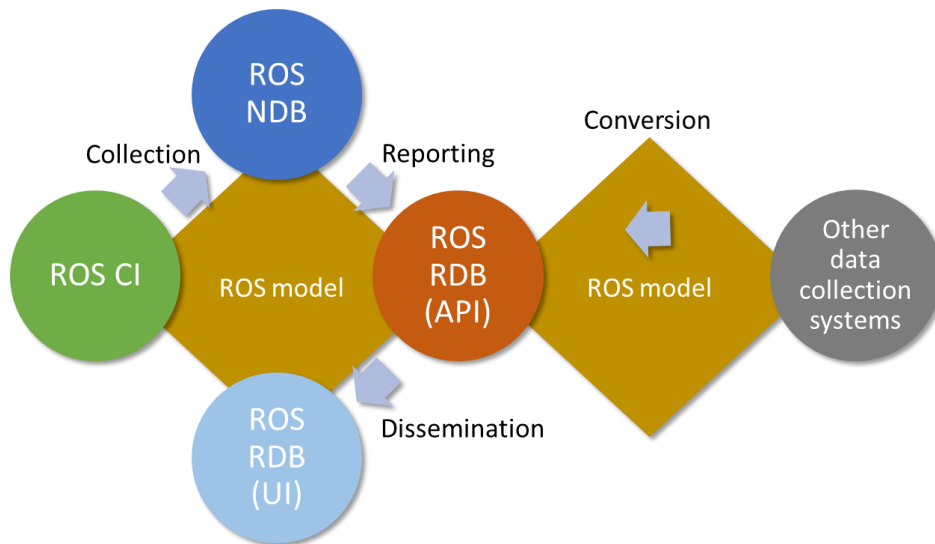 ROS
NDB
Collection
Reporting
Conversion
ROS CI
ROS model
ROS
RDB
(API)
ROS model
Other
data
collection
systems
ROS
RDB
(UI)
Dissemination